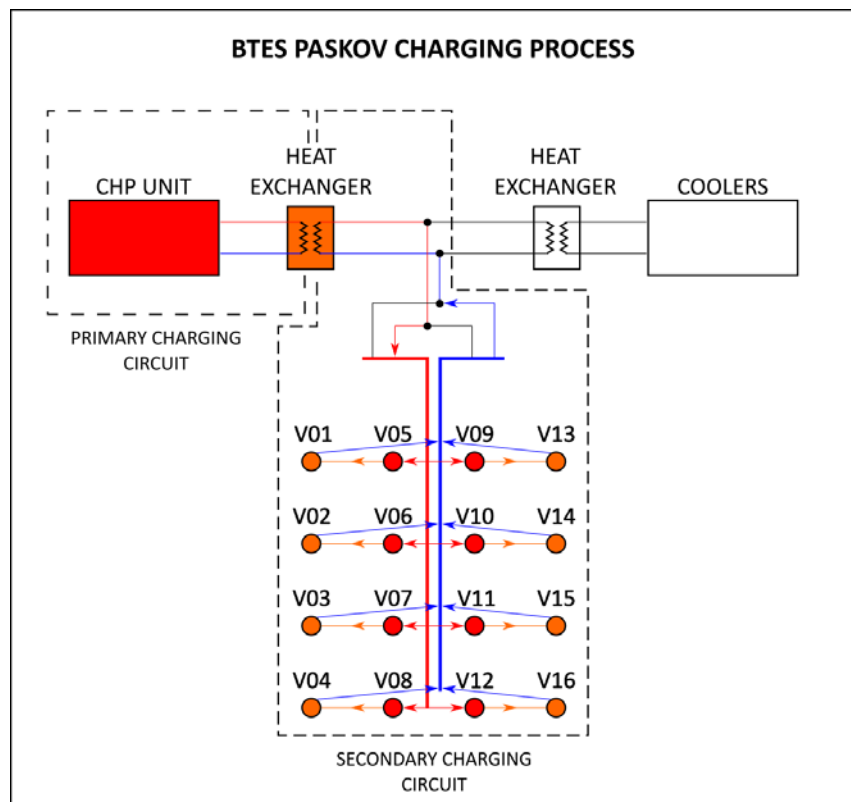 BTES PASKOV CHARGING PROCESS
HEAT
EXCHANGER
HEAT
EXCHANGER
CHP UNIT
COOLERS
PRIMARY CHARGING
CIRCUIT
V01 V05 V09 V13
V02 V06 V10 V14
V03 V07 V11 V15
V04 V08 V12 V16
SECONDARY CHARGING
CIRCUIT